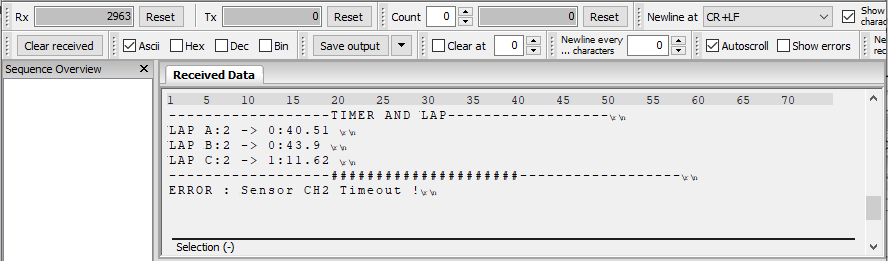 Rx 2963 Reset Tx 0 Reset Count 0 0 Reset Newline at CR+LF Show
charac
Clear received Ascii Hex Dec Bin Save output Clear at 0 Newline every
... characters 0 Autoscroll Show errors Ne
rec
Sequence Overview
Received Data
1 5 10 15 20 25 30 35 40 45 50 55 60 65 70
------------------TIMER AND LAP------------------\r\n
LAP A:2 -> 0:40.51 \r\n
LAP B:2 -> 0:43.9 \r\n
LAP C:2 -> 1:11.62 \r\n
------------------#####################------------------\r\n
ERROR : Sensor CH2 Timeout !\r\n
Selection (-)